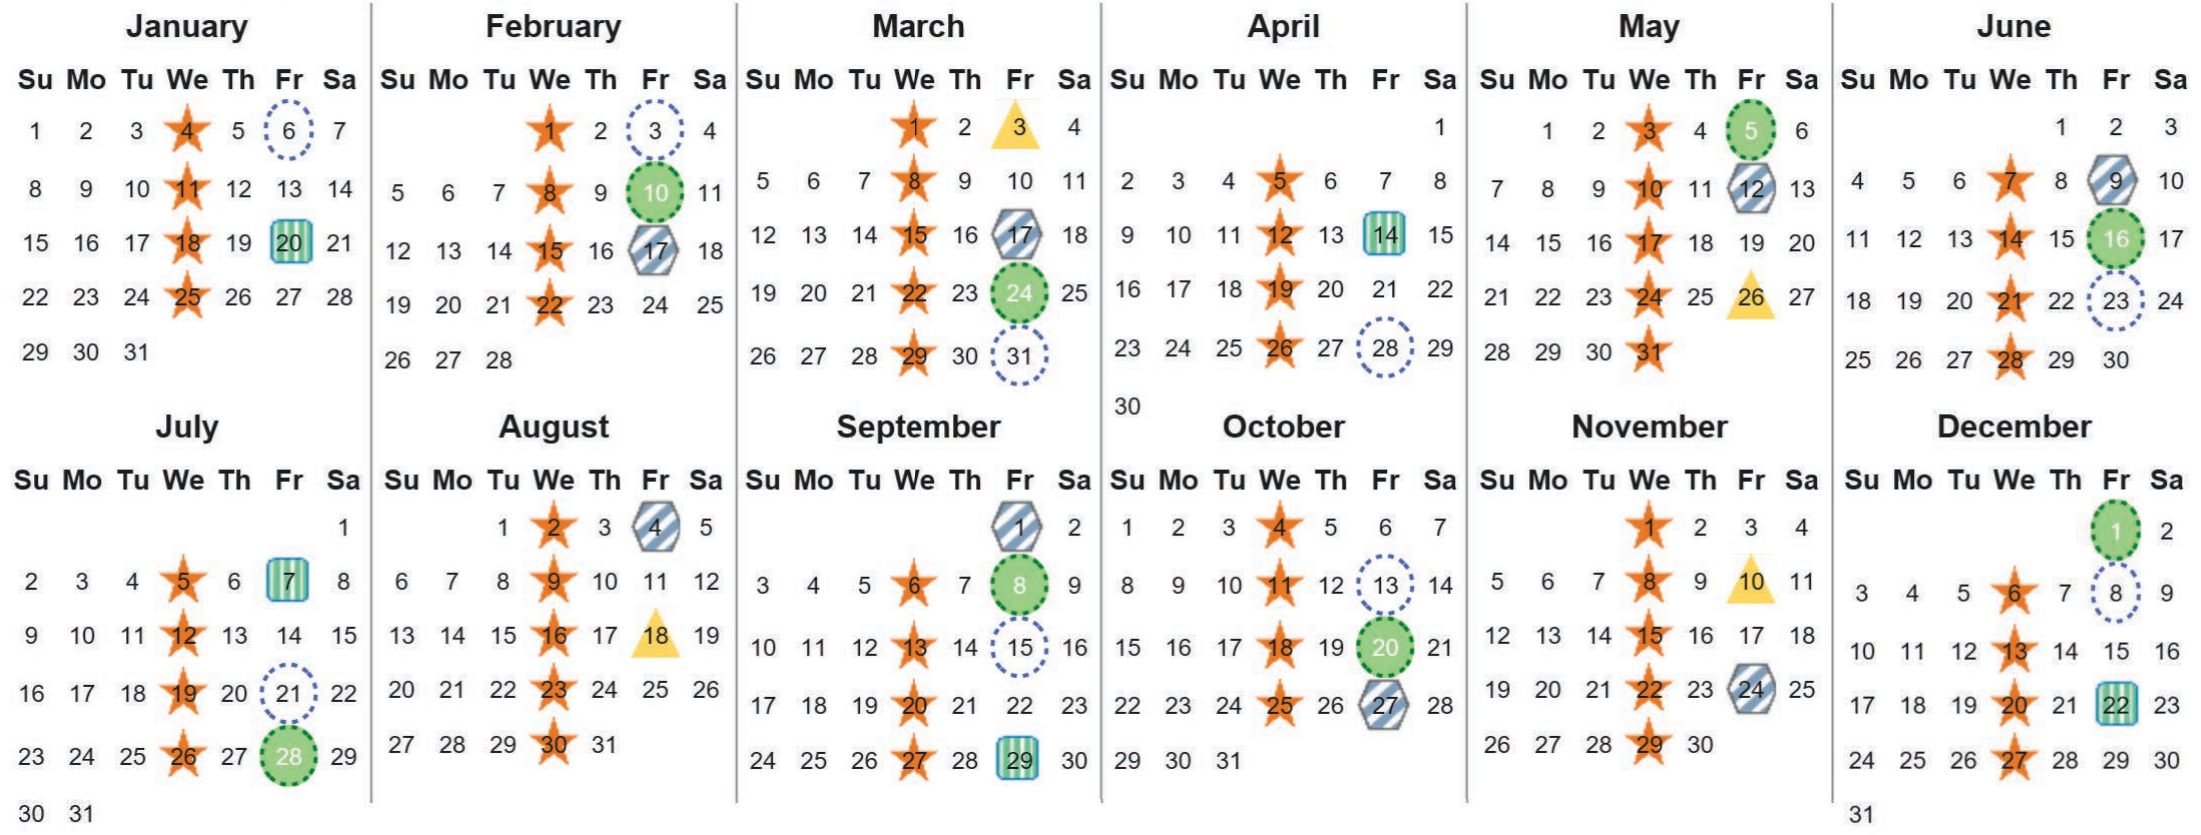 January
Su Mo Tu We Th Fr Sa
1 2 3 4 5 6 7
8 9 10 11 12 13 14
15 16 17 18 19 20 21
22 23 24 25 26 27 28
29 30 31
February
Su Mo Tu We Th Fr Sa
1 2 3 4
5 6 7 8 9 10 11
12 13 14 15 16 17 18
19 20 21 22 23 24 25
26 27 28
March
Su Mo Tu We Th Fr Sa
1 2 3 4
5 6 7 8 9 10 11
12 13 14 15 16 17 18
19 20 21 22 23 24 25
26 27 28 29 30 31
April
Su Mo Tu We Th Fr Sa
1
2 3 4 5 6 7 8
9 10 11 12 13 14 15
16 17 18 19 20 21 22
23 24 25 26 27 28 29
30
May
Su Mo Tu We Th Fr Sa
1 2 3 4 5 6
7 8 9 10 11 12 13
14 15 16 17 18 19 20
21 22 23 24 25 26 27
28 29 30 31
June
Su Mo Tu We Th Fr Sa
1 2 3
4 5 6 7 8 9 10
11 12 13 14 15 16 17
18 19 20 21 22 23 24
25 26 27 28 29 30
July
Su Mo Tu We Th Fr Sa
1
2 3 4 5 6 7 8
9 10 11 12 13 14 15
16 17 18 19 20 21 22
23 24 25 26 27 28 29
30 31
August
Su Mo Tu We Th Fr Sa
1 2 3 4 5
6 7 8 9 10 11 12
13 14 15 16 17 18 19
20 21 22 23 24 25 26
27 28 29 30 31
September
Su Mo Tu We Th Fr Sa
1 2
3 4 5 6 7 8 9
10 11 12 13 14 15 16
17 18 19 20 21 22 23
24 25 26 27 28 29 30
October
Su Mo Tu We Th Fr Sa
1 2 3 4 5 6 7
8 9 10 11 12 13 14
15 16 17 18 19 20 21
22 23 24 25 26 27 28
29 30 31
November
Su Mo Tu We Th Fr Sa
1 2 3 4
5 6 7 8 9 10 11
12 13 14 15 16 17 18
19 20 21 22 23 24 25
26 27 28 29 30
December
Su Mo Tu We Th Fr Sa
1 2
3 4 5 6 7 8 9
10 11 12 13 14 15 16
17 18 19 20 21 22 23
24 25 26 27 28 29 30
31